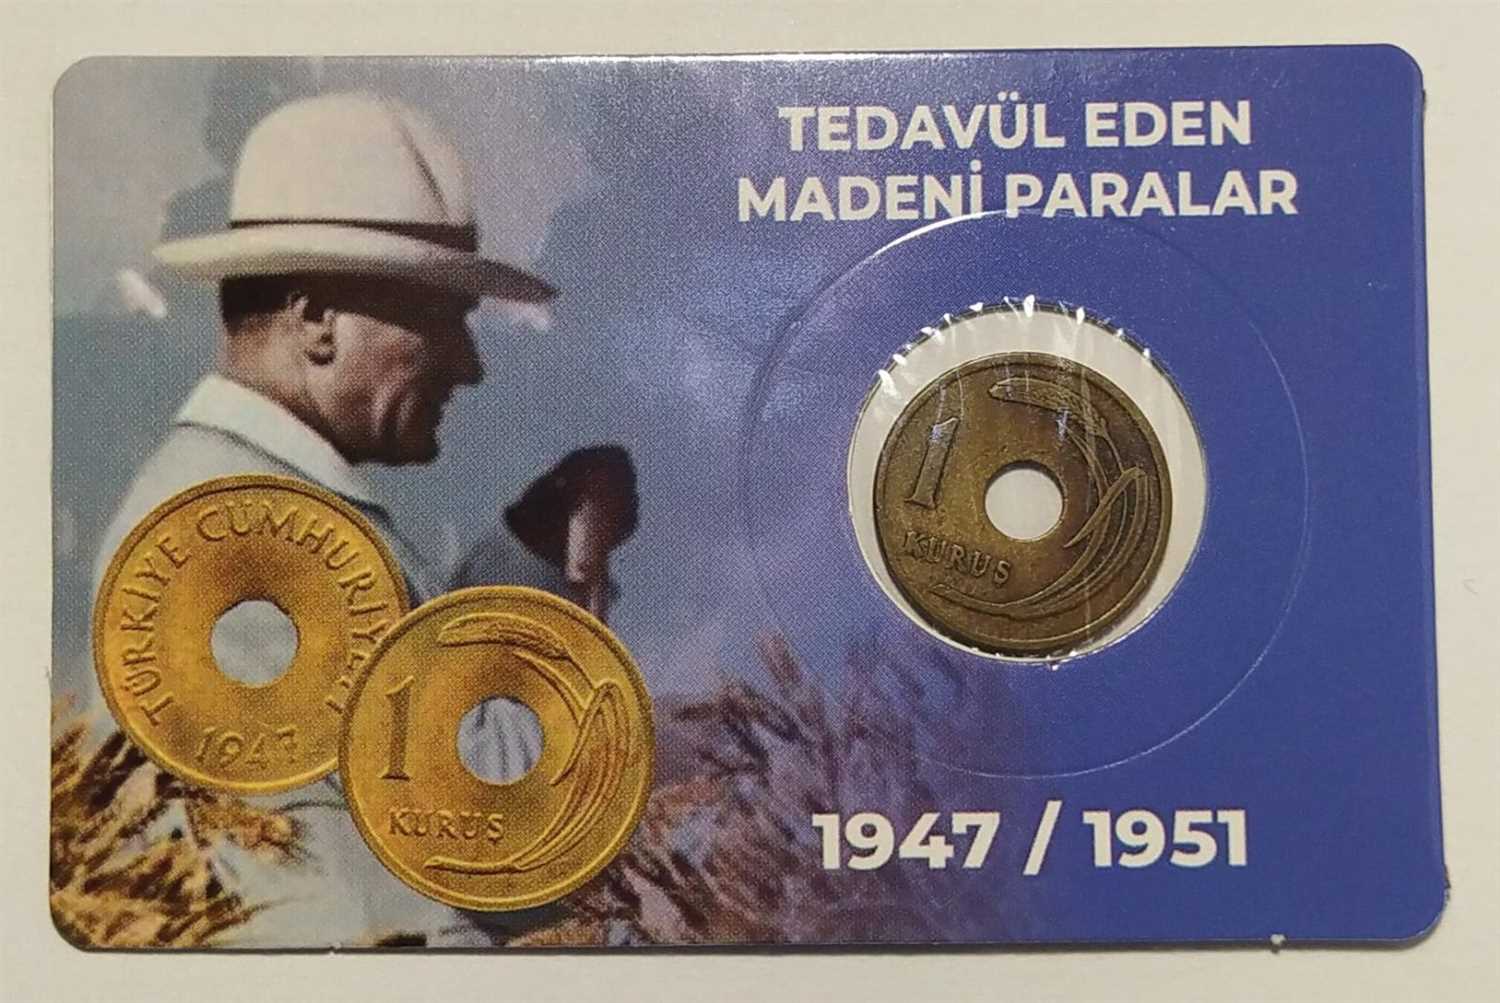 TEDAVÜL EDEN
MADENİ PARALAR
1
KURUŞ
TÜRKİYE CUMHURİYETİ
1947
1
KURUŞ
1947 / 1951